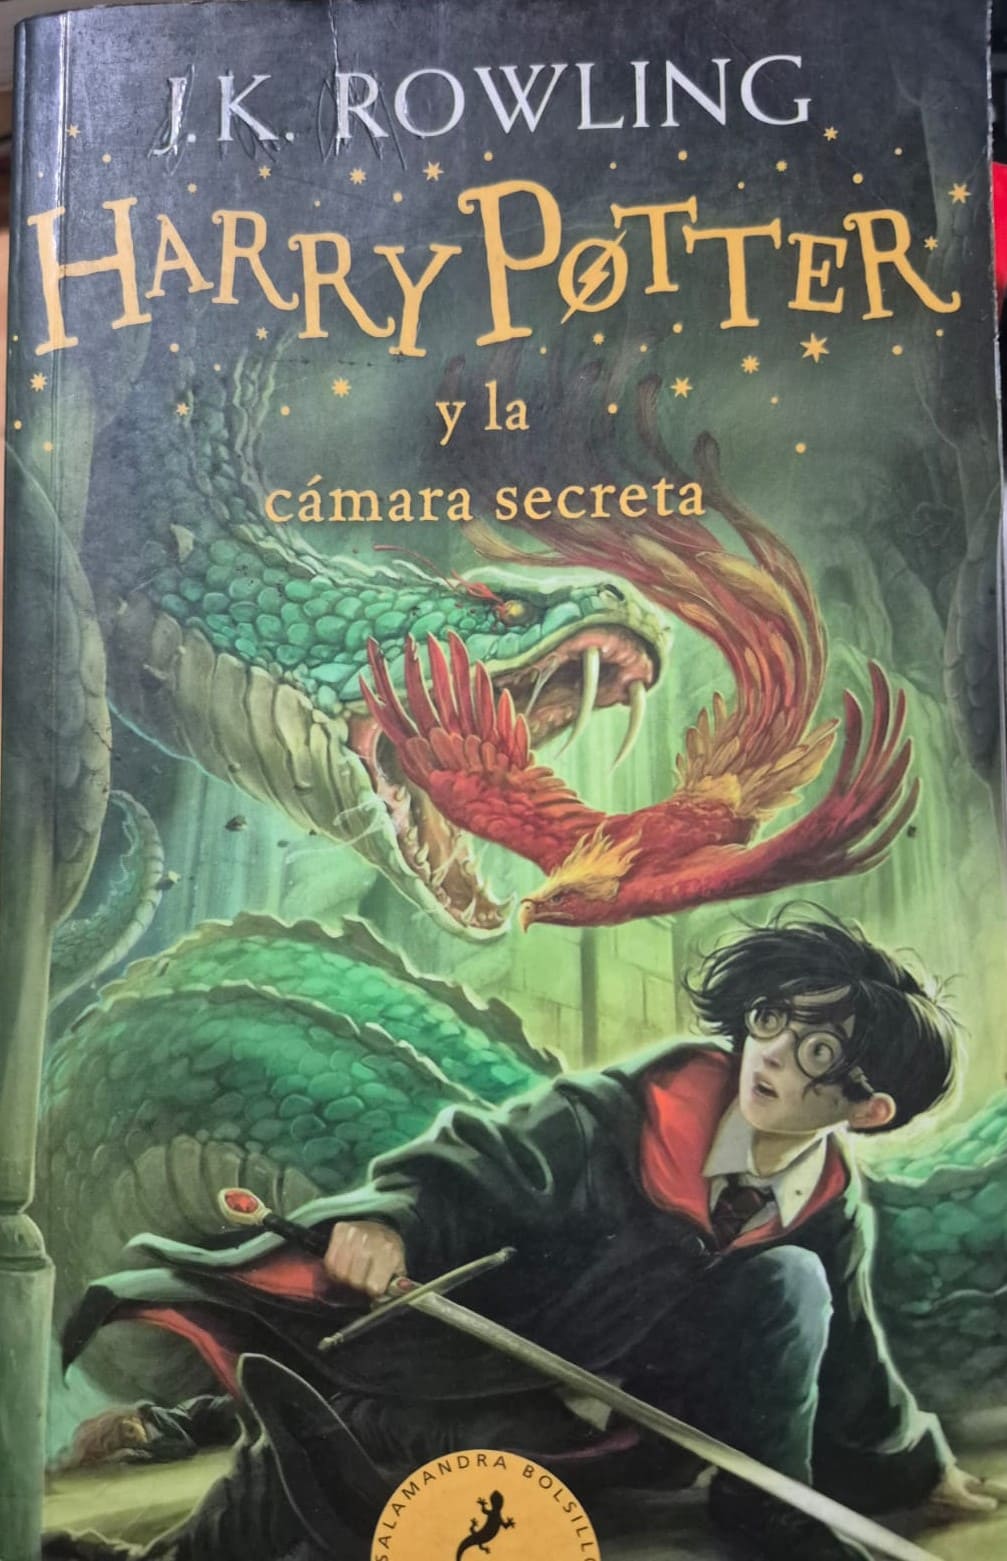 J.K. ROWLING
HARRY POTTER
y la
cámara secreta
SALAMANDRA BOLSILLO